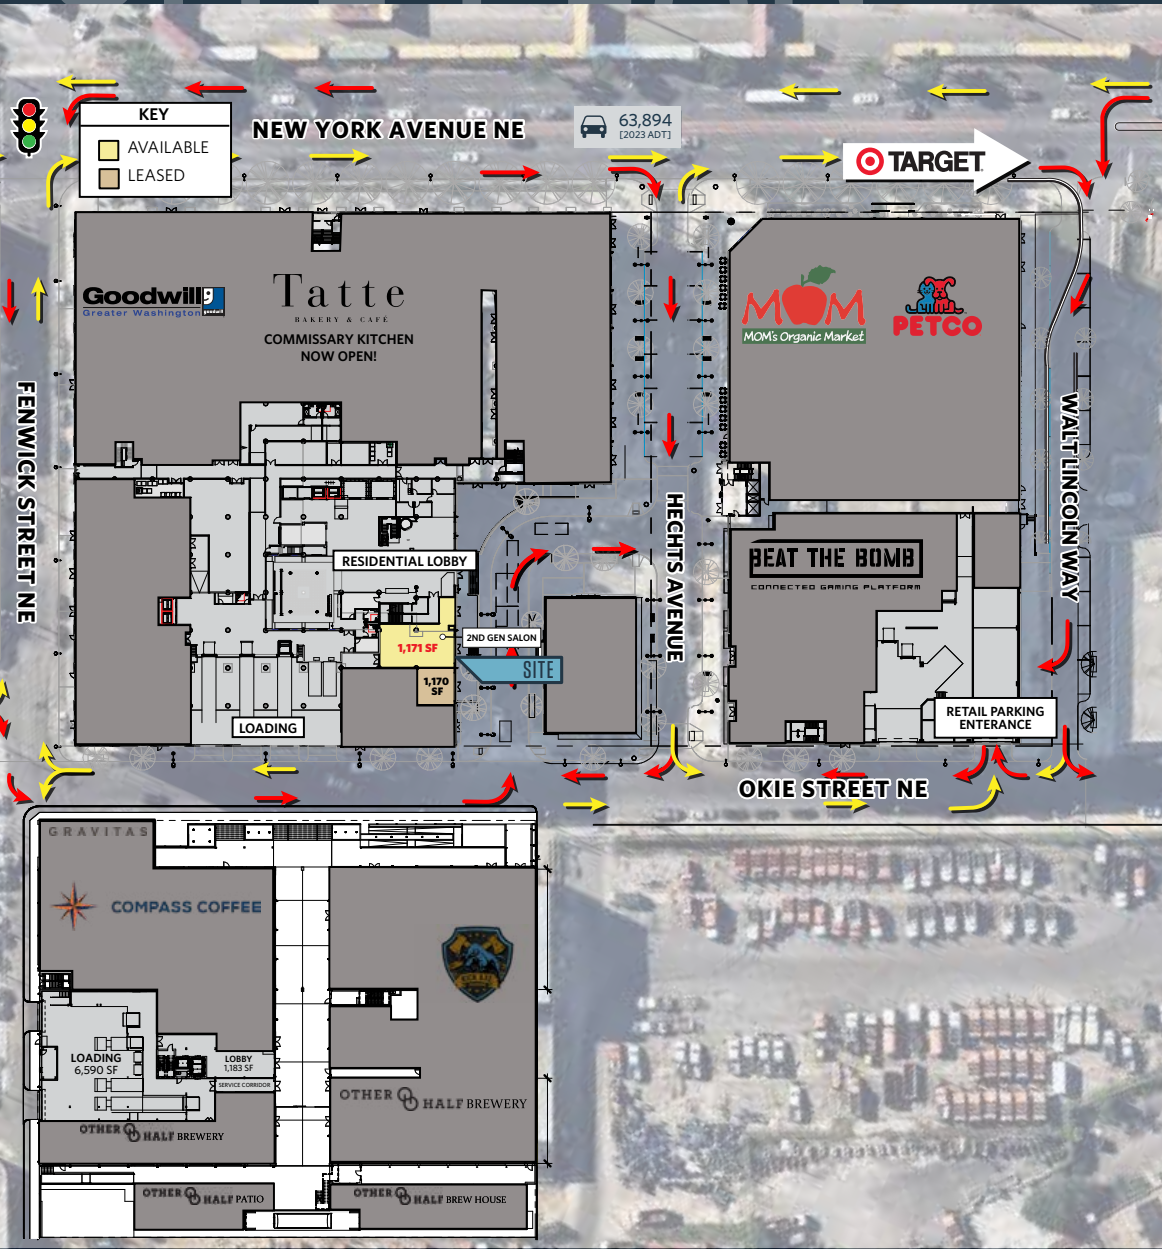 KEY
AVAILABLE
LEASED
NEW YORK AVENUE NE
63,894
[2023 ADT]
TARGET
Goodwill
Greater Washington
goodwill
Tatte
BAKERY & CAFÉ
COMMISSARY KITCHEN
NOW OPEN!
MOM
MOM's Organic Market
PETCO
FENWICK STREET NE
HECHTS AVENUE
WALT LINCOLN WAY
BEAT THE BOMB
CONNECTED GAMING PLATFORM
RESIDENTIAL LOBBY
2ND GEN SALON
1,171 SF
SITE
1,170
SF
LOADING
RETAIL PARKING
ENTERANCE
OKIE STREET NE
GRAVITAS
COMPASS COFFEE
LOADING
6,590 SF
LOBBY
1,183 SF
SERVICE CORRIDOR
OTHER HALF BREWERY
OTHER HALF BREWERY
OTHER HALF PATIO
OTHER HALF BREW HOUSE